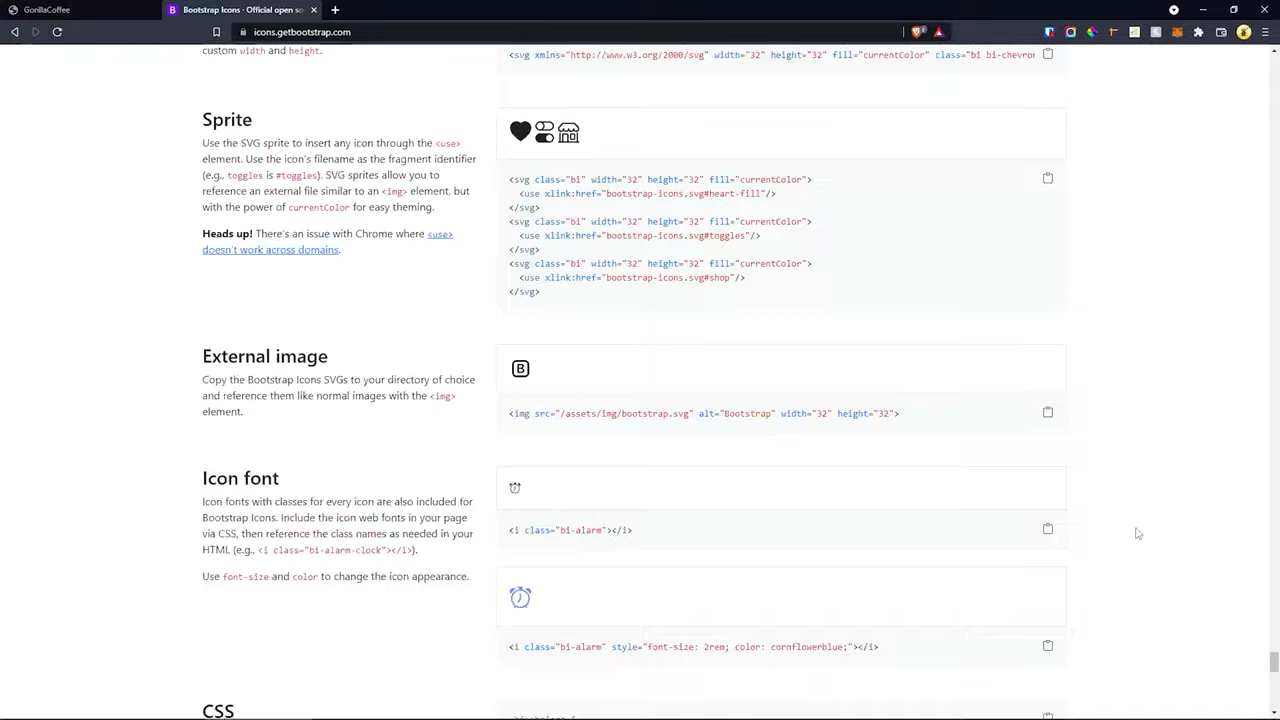 GorillaCoffee
Bootstrap Icons · Official open so
icons.getbootstrap.com
custom width and height.
<svg xmlns="http://www.w3.org/2000/svg" width="32" height="32" fill="currentColor" class="bi bi-chevron
Sprite
Use the SVG sprite to insert any icon through the <use>
element. Use the icon's filename as the fragment identifier
(e.g., toggles is #toggles). SVG sprites allow you to
reference an external file similar to an <img> element, but
with the power of currentColor for easy theming.
Heads up! There's an issue with Chrome where <use>
doesn't work across domains.
<svg class="bi" width="32" height="32" fill="currentColor">
<use xlink:href="bootstrap-icons.svg#heart-fill"/>
</svg>
<svg class="bi" width="32" height="32" fill="currentColor">
<use xlink:href="bootstrap-icons.svg#toggles"/>
</svg>
<svg class="bi" width="32" height="32" fill="currentColor">
<use xlink:href="bootstrap-icons.svg#shop"/>
</svg>
External image
Copy the Bootstrap Icons SVGs to your directory of choice
and reference them like normal images with the <img>
element.
B
<img src="/assets/img/bootstrap.svg" alt="Bootstrap" width="32" height="32">
Icon font
Icon fonts with classes for every icon are also included for
Bootstrap Icons. Include the icon web fonts in your page
via CSS, then reference the class names as needed in your
HTML (e.g., <i class="bi-alarm-clock"></i>).
Use font-size and color to change the icon appearance.
<i class="bi-alarm"></i>
<i class="bi-alarm" style="font-size: 2rem; color: cornflowerblue;"></i>
CSS